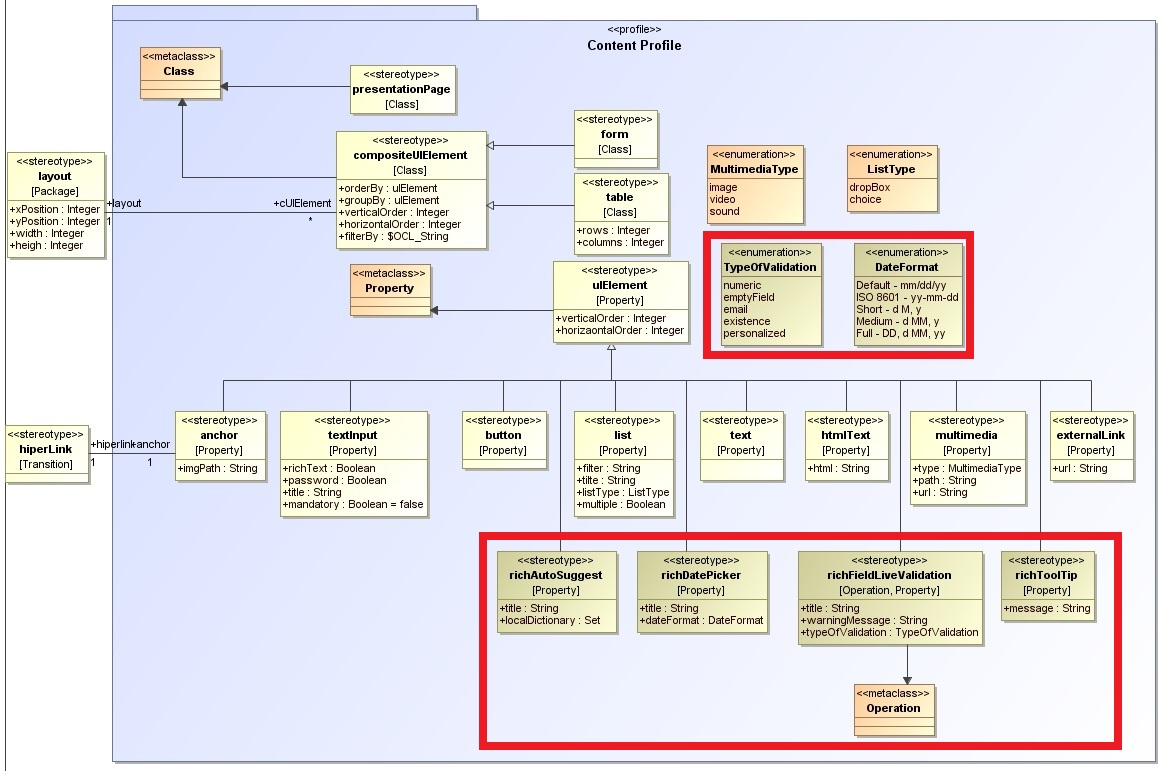 <<profile>>
Content Profile
<<metaclass>>
Class
<<stereotype>>
presentationPage
[Class]
<<stereotype>>
form
[Class]
<<stereotype>>
compositeUIElement
[Class]
+orderBy : uIElement
+groupBy : uIElement
+verticalOrder : Integer
+horizontalOrder : Integer
+filterBy : $OCL_String
<<stereotype>>
table
[Class]
+rows : Integer
+columns : Integer
<<enumeration>>
MultimediaType
image
video
sound
<<enumeration>>
ListType
dropBox
choice
<<stereotype>>
layout
[Package]
+xPosition : Integer
+yPosition : Integer
+width : Integer
+heigh : Integer
+layout
1
+cUIElement
*
<<metaclass>>
Property
<<stereotype>>
uIElement
[Property]
+verticalOrder : Integer
+horizaontalOrder : Integer
<<enumeration>>
TypeOfValidation
numeric
emptyField
email
existence
personalized
<<enumeration>>
DateFormat
Default - mm/dd/yy
ISO 8601 - yy-mm-dd
Short - d M, y
Medium - d MM, y
Full - DD, d MM, yy
<<stereotype>>
hiperLink
[Transition]
+hiperlink
+anchor
1
1
<<stereotype>>
anchor
[Property]
+imgPath : String
<<stereotype>>
textInput
[Property]
+richText : Boolean
+password : Boolean
+title : String
+mandatory : Boolean = false
<<stereotype>>
button
[Property]
<<stereotype>>
list
[Property]
+filter : String
+tilte : String
+listType : ListType
+multiple : Boolean
<<stereotype>>
text
[Property]
<<stereotype>>
htmlText
[Property]
+html : String
<<stereotype>>
multimedia
[Property]
+type : MultimediaType
+path : String
+url : String
<<stereotype>>
externalLink
[Property]
+url : String
<<stereotype>>
richAutoSuggest
[Property]
+title : String
+localDictionary : Set
<<stereotype>>
richDatePicker
[Property]
+title : String
+dateFormat : DateFormat
<<stereotype>>
richFieldLiveValidation
[Operation, Property]
+title : String
+warningMessage : String
+typeOfValidation : TypeOfValidation
<<stereotype>>
richToolTip
[Property]
+message : String
<<metaclass>>
Operation